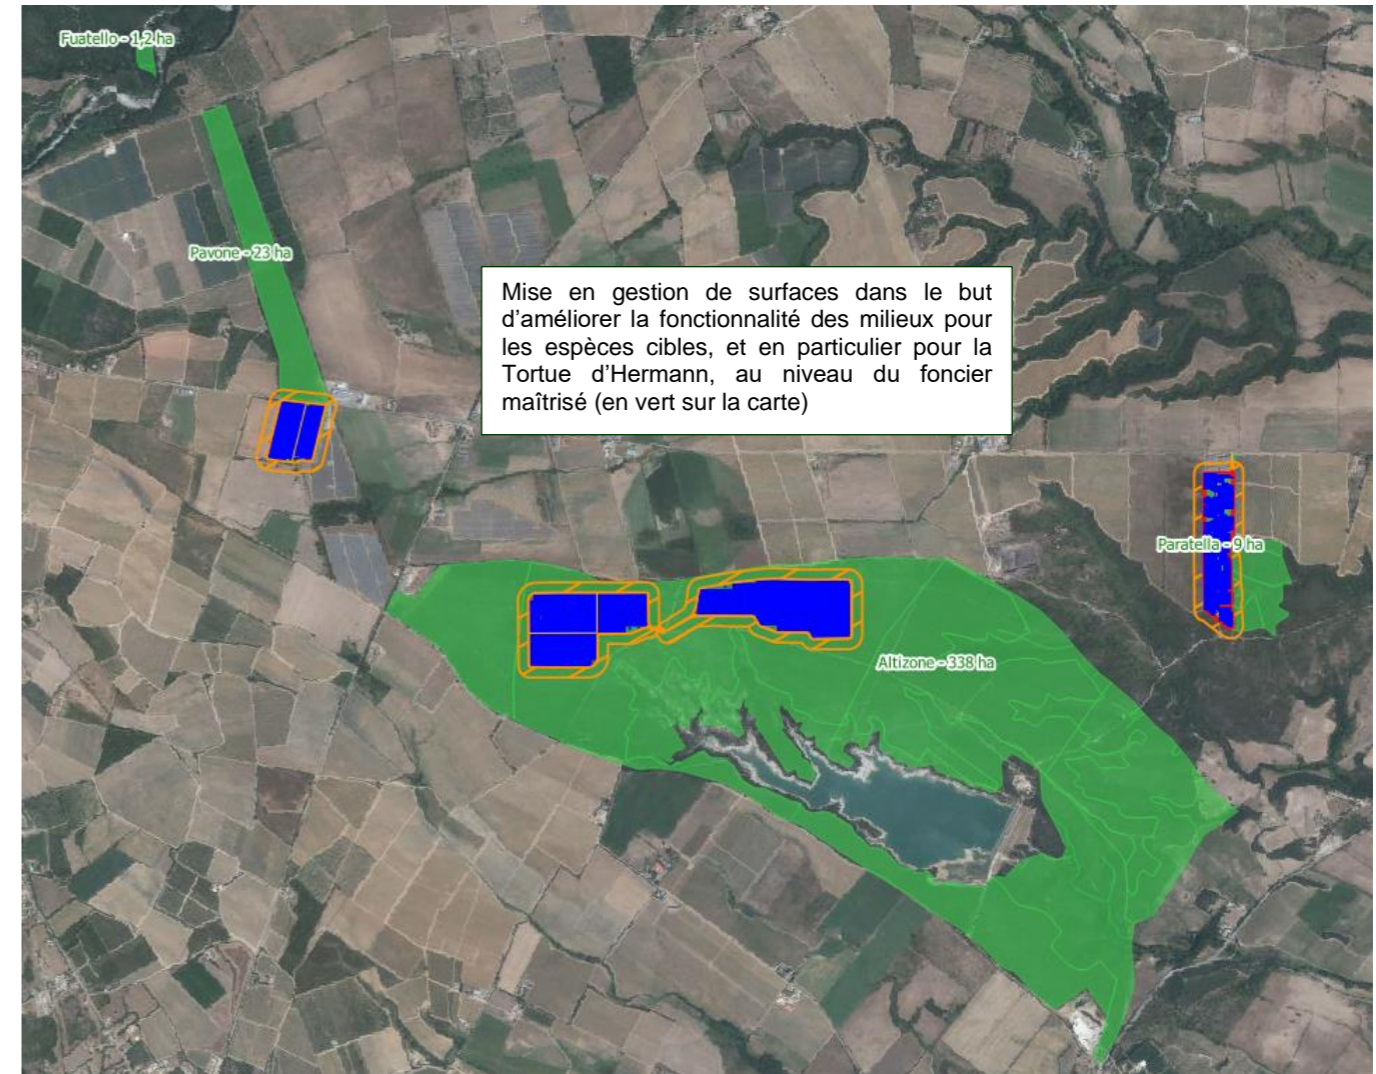 Fuatello - 1,2 ha
Pavone - 23 ha
Mise en gestion de surfaces dans le but
d’améliorer la fonctionnalité des milieux pour
les espèces cibles, et en particulier pour la
Tortue d’Hermann, au niveau du foncier
maîtrisé (en vert sur la carte)
Paratella - 9 ha
Altizone - 338 ha